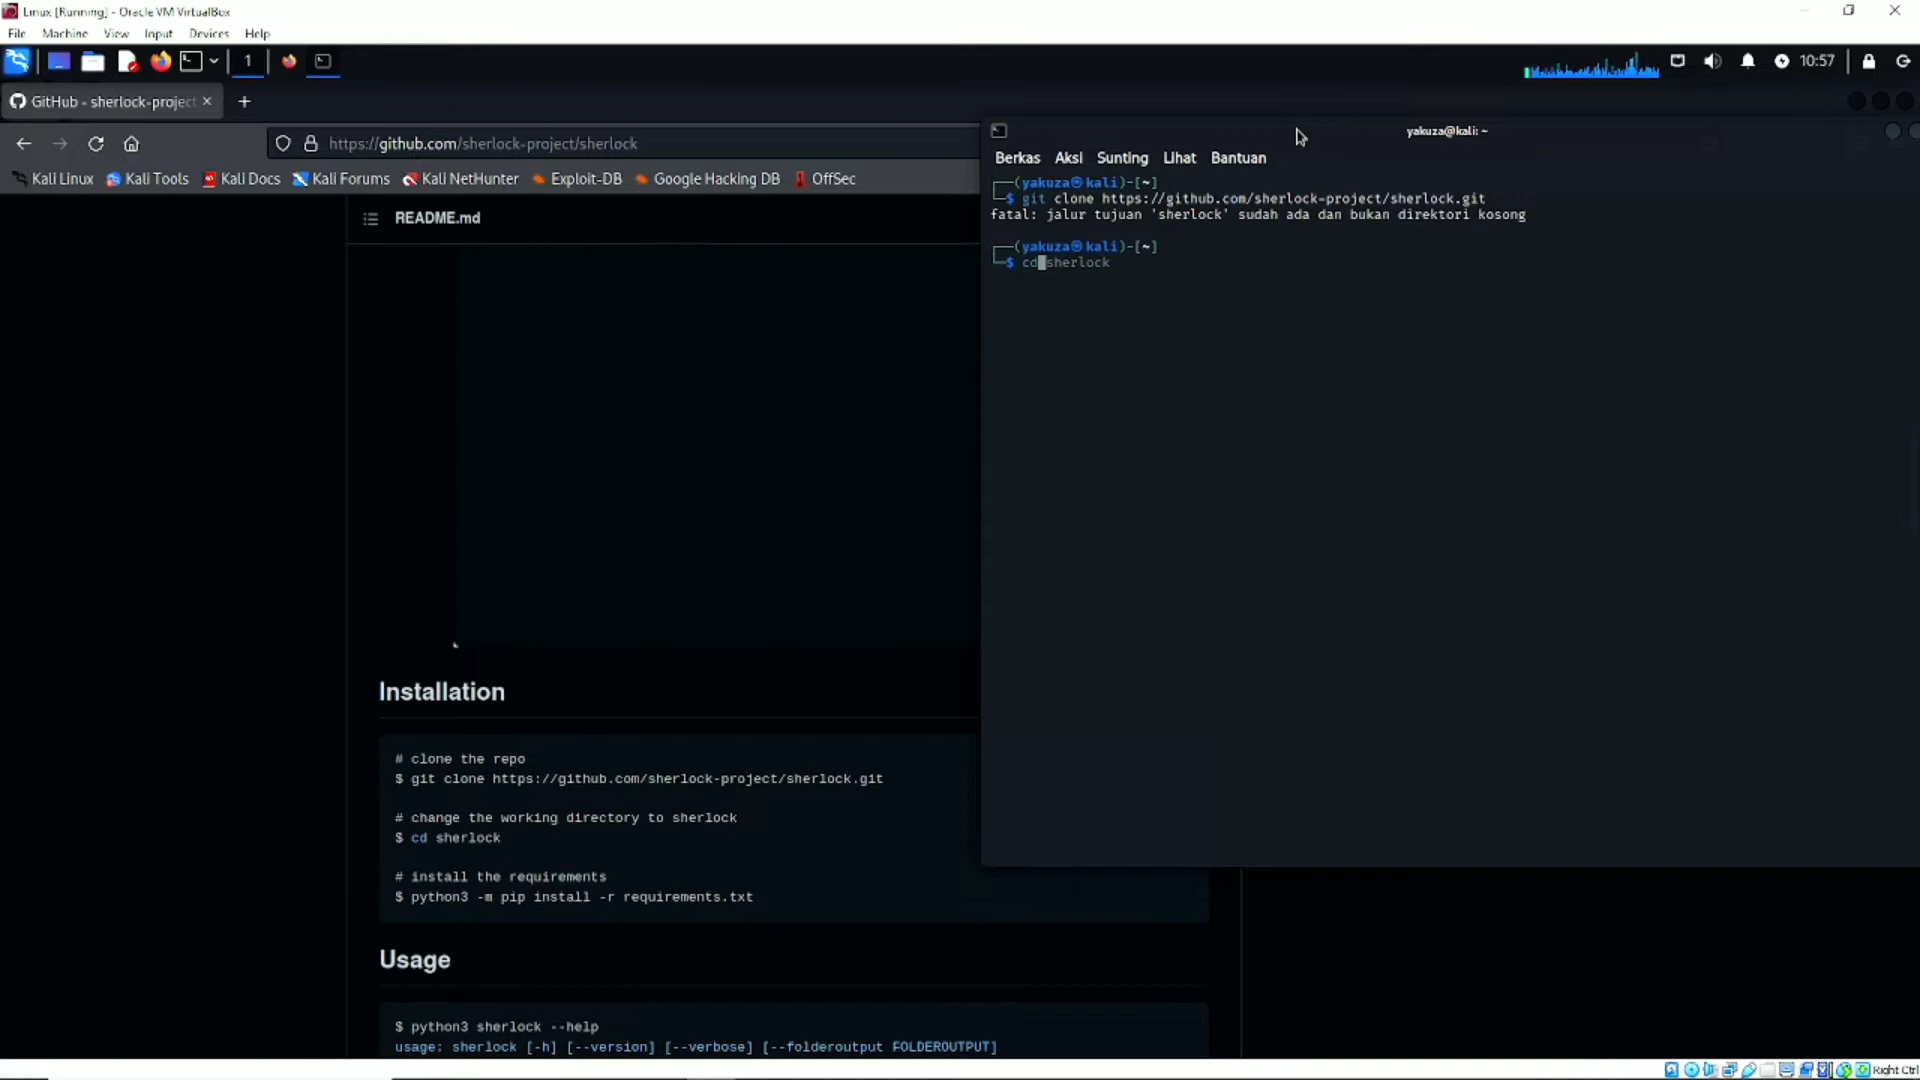 Linux [Running] - Oracle VM VirtualBox
File Machine View Input Devices Help
1
10:57
GitHub - sherlock-project
https://github.com/sherlock-project/sherlock
Kali Linux Kali Tools Kali Docs Kali Forums Kali NetHunter Exploit-DB Google Hacking DB OffSec
README.md
Installation
# clone the repo
$ git clone https://github.com/sherlock-project/sherlock.git
# change the working directory to sherlock
$ cd sherlock
# install the requirements
$ python3 -m pip install -r requirements.txt
Usage
$ python3 sherlock --help
usage: sherlock [-h] [--version] [--verbose] [--folderoutput FOLDEROUTPUT]
yakuza@kali: ~
Berkas Aksi Sunting Lihat Bantuan
┌──(yakuza㉿kali)-[~]
└─$ git clone https://github.com/sherlock-project/sherlock.git
fatal: jalur tujuan 'sherlock' sudah ada dan bukan direktori kosong
┌──(yakuza㉿kali)-[~]
└─$ cd sherlock
Right Ctrl